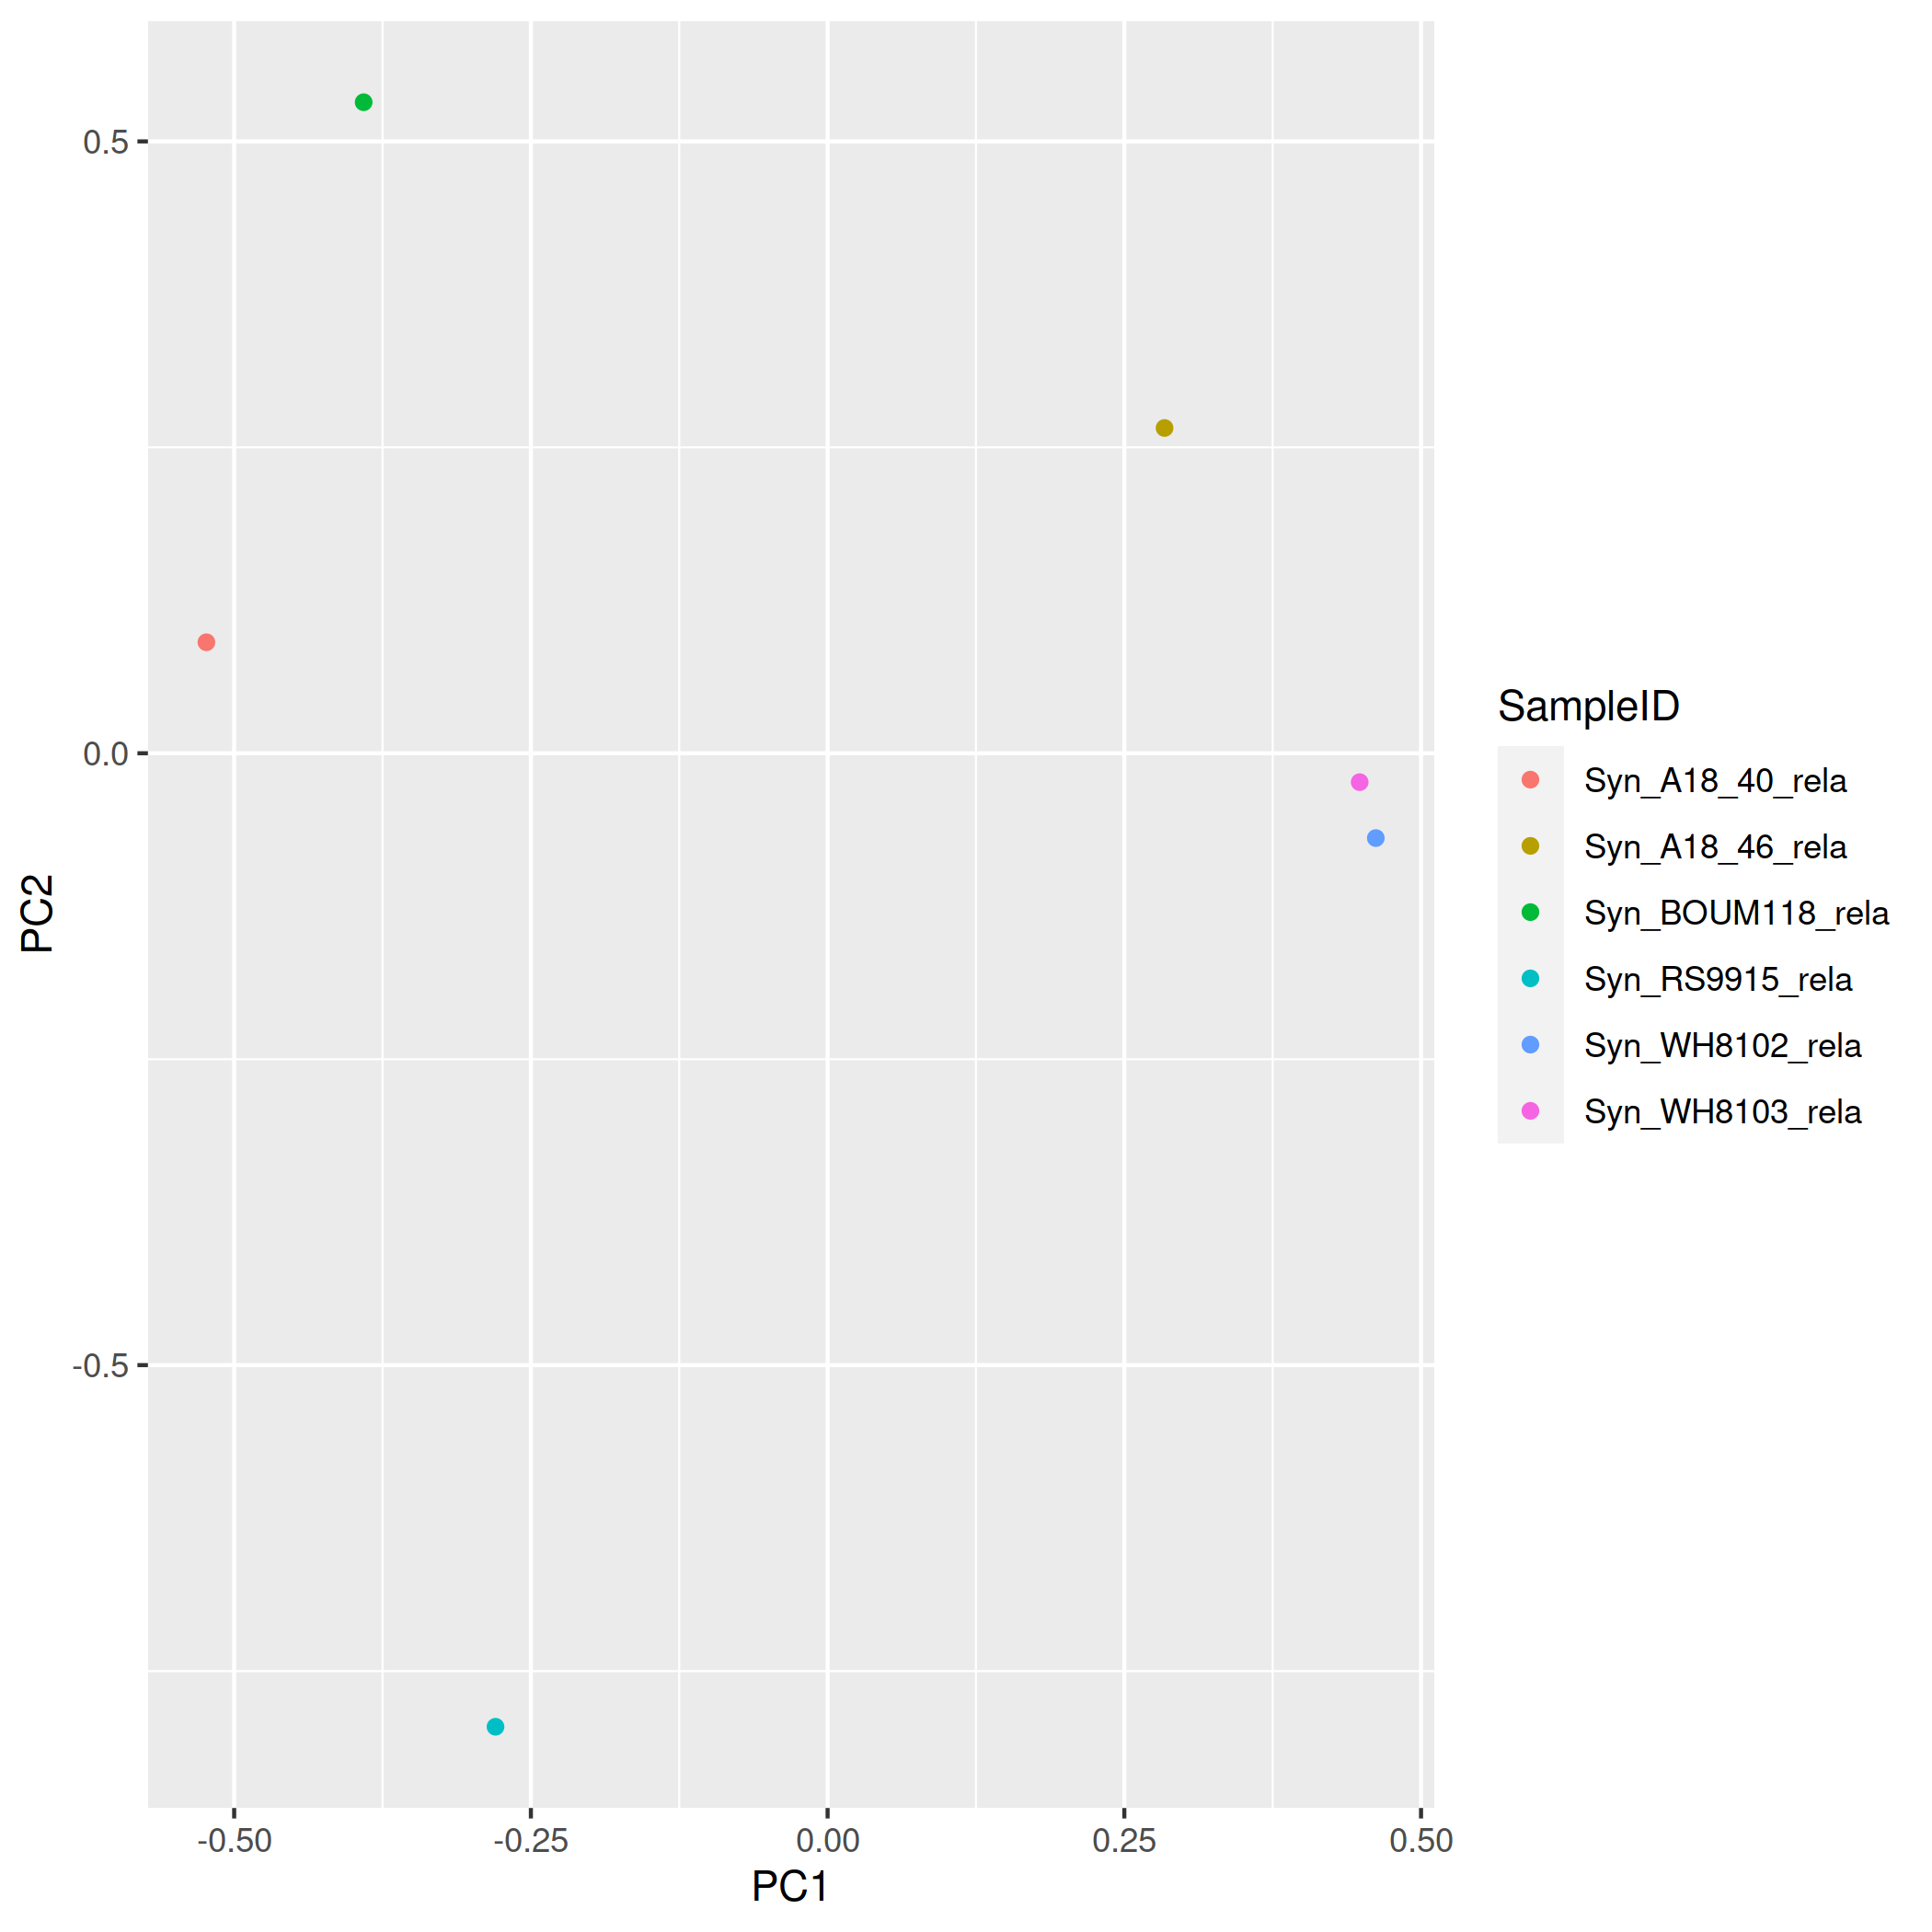 0.5
0.0
-0.5
PC2
-0.50
-0.25
0.00
0.25
0.50
PC1
SampleID
Syn_A18_40_rela
Syn_A18_46_rela
Syn_BOUM118_rela
Syn_RS9915_rela
Syn_WH8102_rela
Syn_WH8103_rela